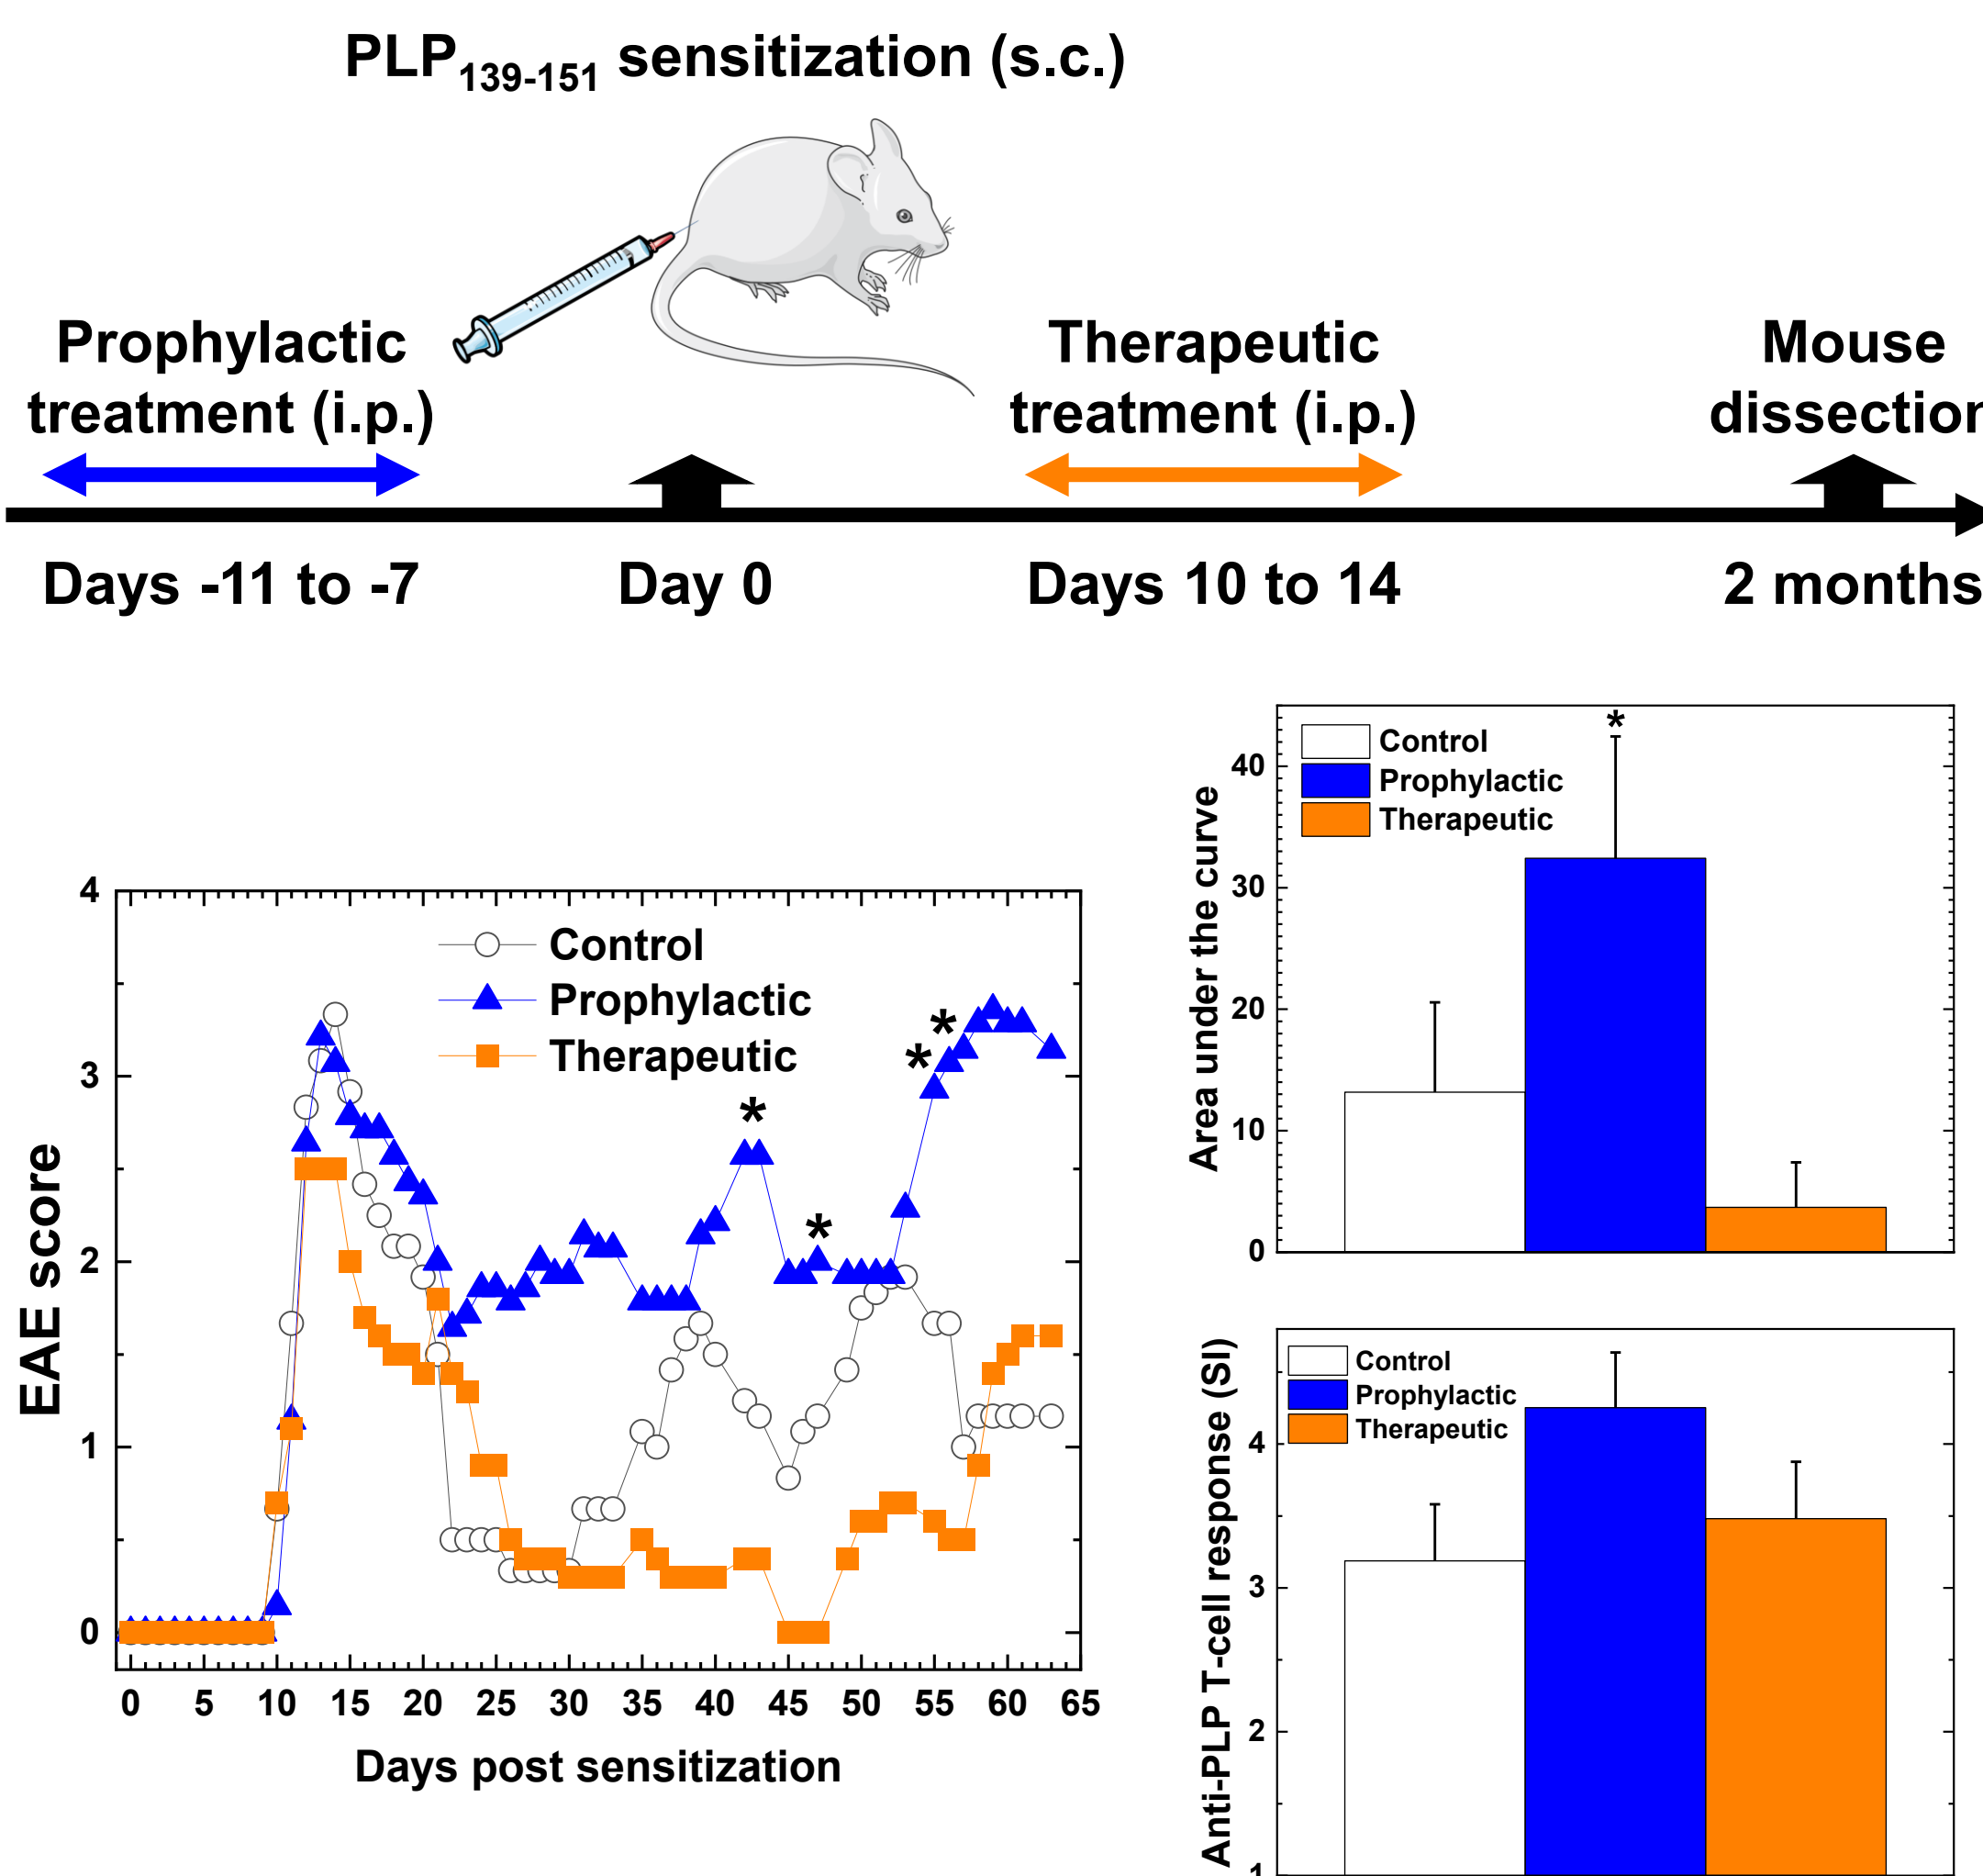 PLP139-151 sensitization (s.c.)
Prophylactic
treatment (i.p.)
Therapeutic
treatment (i.p.)
Mouse
dissection
Days -11 to -7
Day 0
Days 10 to 14
2 months
EAE score
4
3
2
1
0
Control
Prophylactic
Therapeutic
*
*
*
*
0 5 10 15 20 25 30 35 40 45 50 55 60 65
Days post sensitization
Area under the curve
40
30
20
10
0
Control
Prophylactic
Therapeutic
*
Anti-PLP T-cell response (SI)
4
3
2
1
Control
Prophylactic
Therapeutic